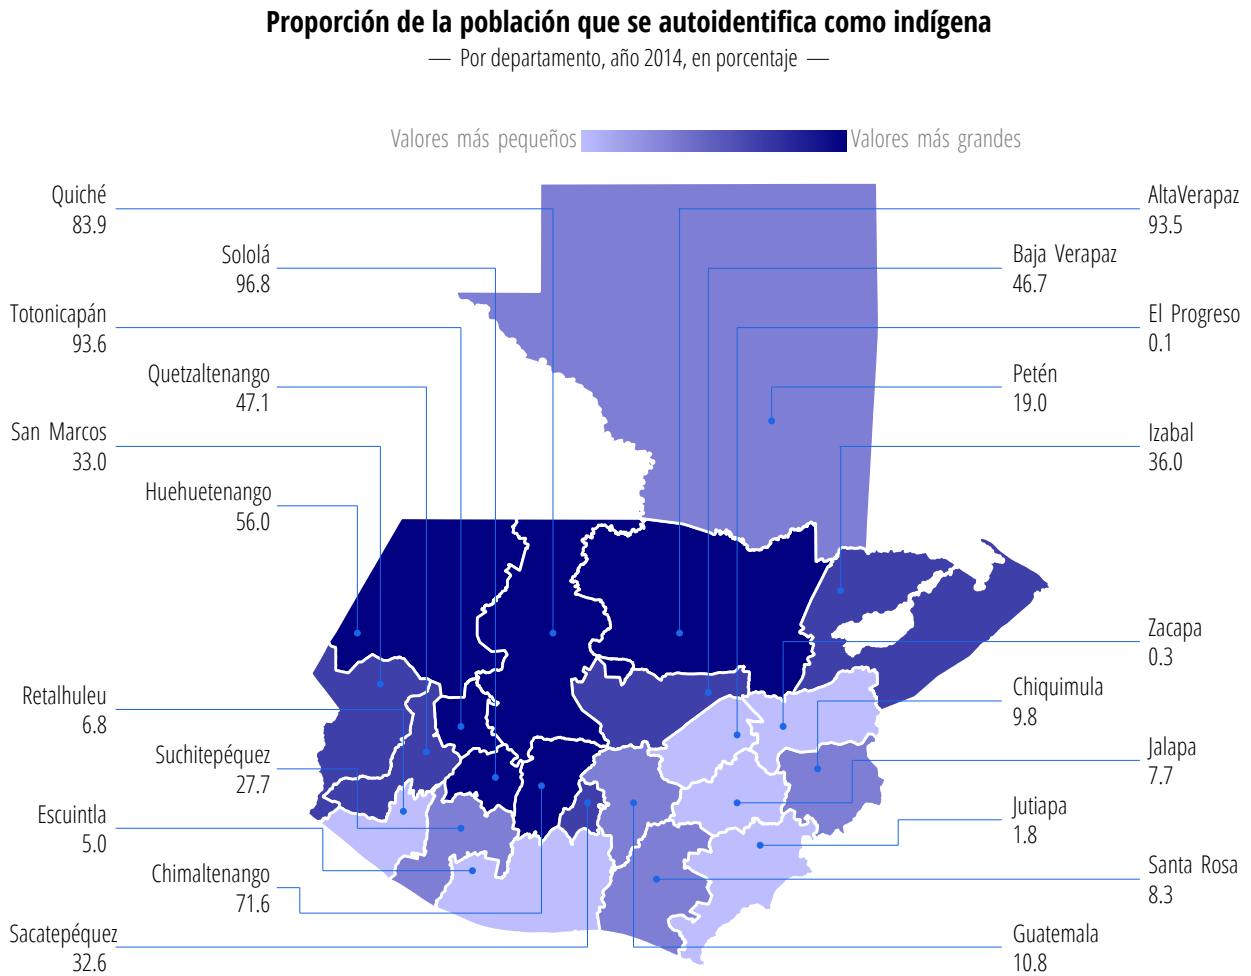 Proporción de la población que se autoidentifica como indígena
— Por departamento, año 2014, en porcentaje —
Valores más pequeños
Valores más grandes
Quiché
83.9
Sololá
96.8
Totonicapán
93.6
Quetzaltenango
47.1
San Marcos
33.0
Huehuetenango
56.0
Retalhuleu
6.8
Suchitepéquez
27.7
Escuintla
5.0
Chimaltenango
71.6
Sacatepéquez
32.6
AltaVerapaz
93.5
Baja Verapaz
46.7
El Progreso
0.1
Petén
19.0
Izabal
36.0
Zacapa
0.3
Chiquimula
9.8
Jalapa
7.7
Jutiapa
1.8
Santa Rosa
8.3
Guatemala
10.8